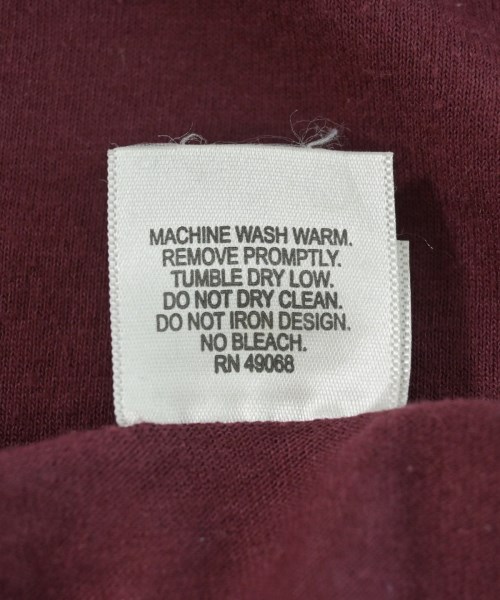 MACHINE WASH WARM.
REMOVE PROMPTLY.
TUMBLE DRY LOW.
DO NOT DRY CLEAN.
DO NOT IRON DESIGN.
NO BLEACH.
RN 49068